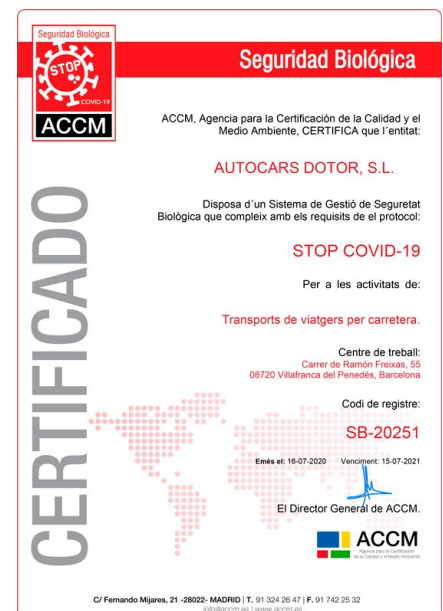 Seguridad Biológica
STOP
COVID-19
ACCM
Seguridad Biológica
ACCM, Agencia para la Certificación de la Calidad y el
Medio Ambiente, CERTIFICA que l´entitat:
AUTOCARS DOTOR, S.L.
Disposa d´un Sistema de Gestió de Seguretat
Biològica que compleix amb els requisits de el protocol:
STOP COVID-19
Per a les activitats de:
Transports de viatgers per carretera.
Centre de treball:
Carrer de Ramón Freixas, 55
08720 Villafranca del Penedés, Barcelona
Codi de registre:
SB-20251
Emès el: 16-07-2020 Venciment: 15-07-2021
El Director General de ACCM.
ACCM
Agencia para la Certificación
de la Calidad y el Medio Ambiente
CERTIFICADO
C/ Fernando Mijares, 21 -28022- MADRID | T. 91 324 26 47 | F. 91 742 25 32
info@accm.es | www.accm.es